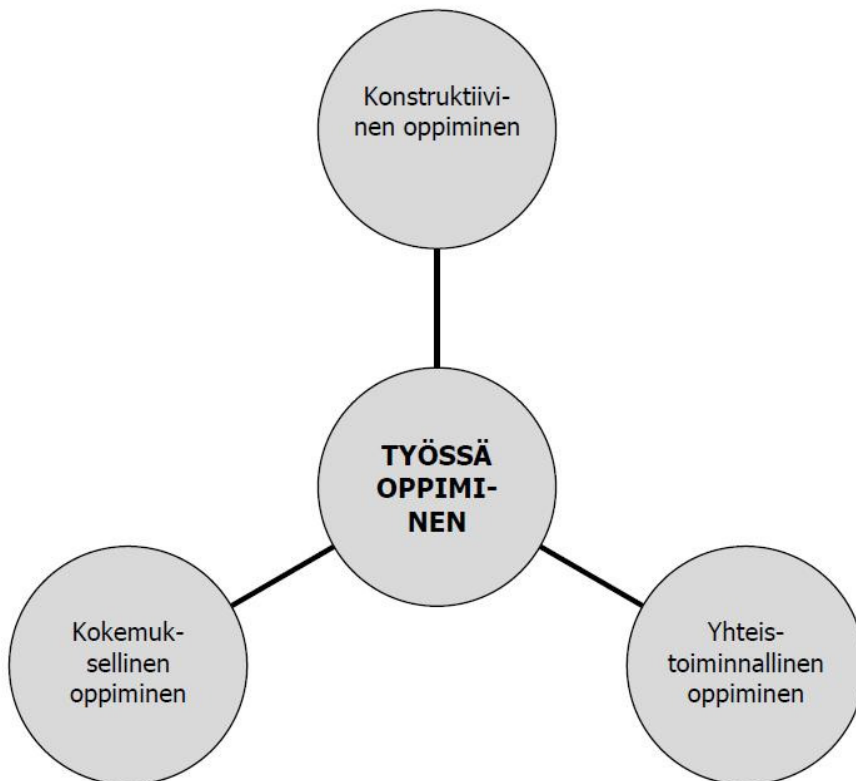 Konstruktiivi-
nen oppiminen
TYÖSSÄ
OPPIMI-
NEN
Kokemuk-
sellinen
oppiminen
Yhteis-
toiminnallinen
oppiminen